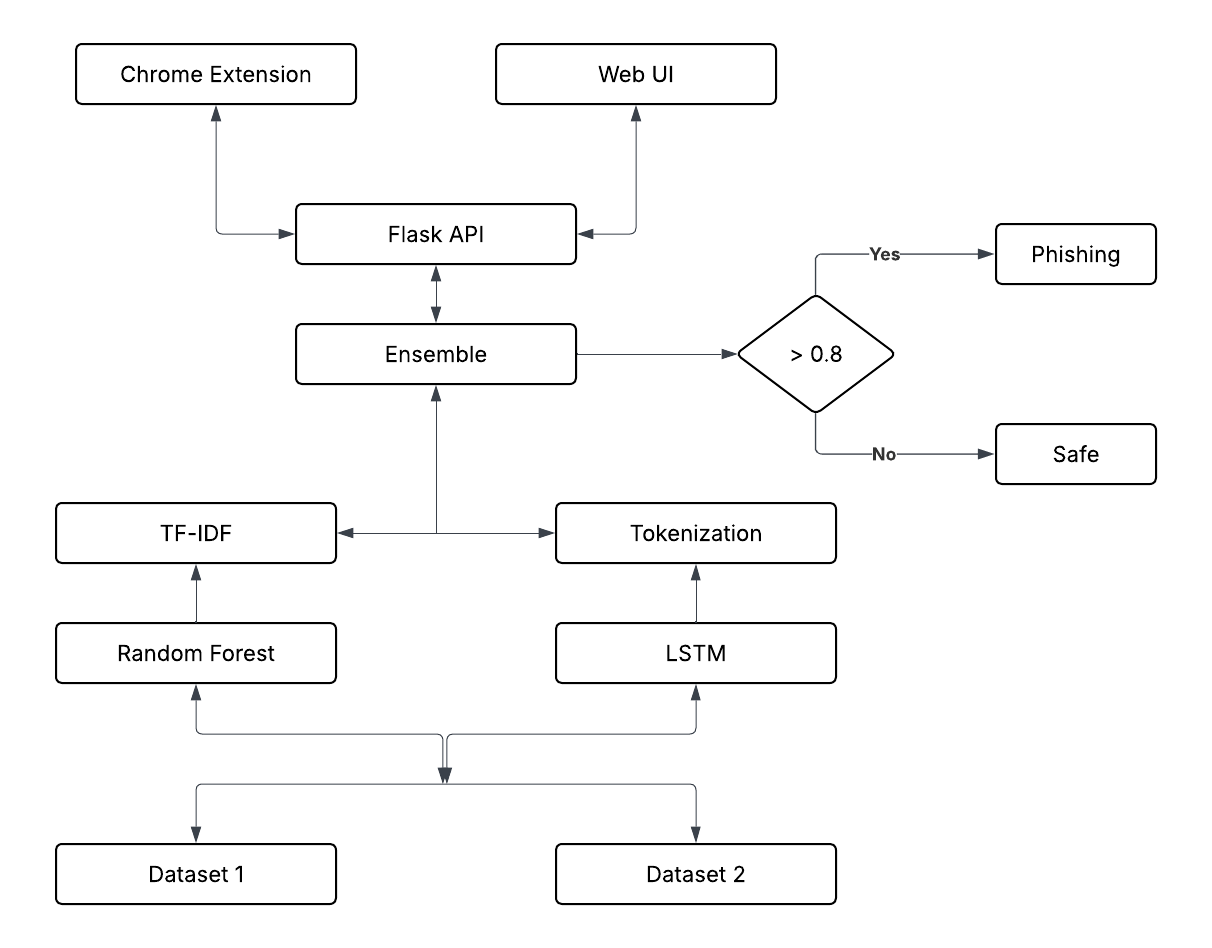 Chrome Extension
Web UI
Flask API
Yes
Phishing
Ensemble
> 0.8
No
Safe
TF-IDF
Tokenization
Random Forest
LSTM
Dataset 1
Dataset 2